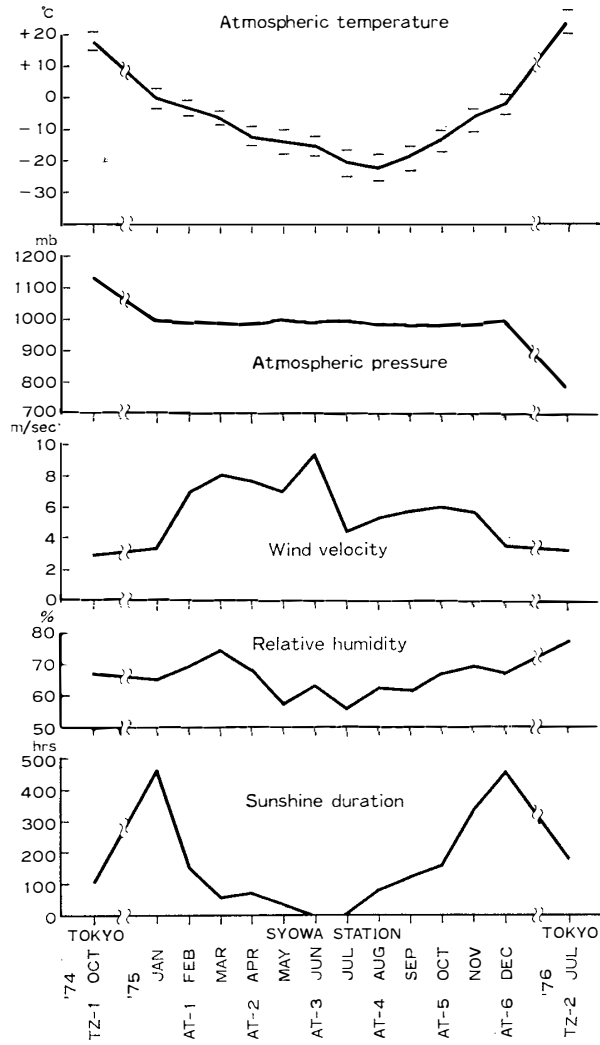 °C
Atmospheric temperature
+20
+10
0
-10
-20
-30
mb
1200
1100
1000
900
800
700
Atmospheric pressure
m/sec
10
8
6
4
2
0
Wind velocity
%
80
70
60
50
Relative humidity
hrs
500
400
300
200
100
0
Sunshine duration
TOKYO SYOWA STATION TOKYO
'74 OCT '75 JAN FEB MAR APR MAY JUN JUL AUG SEP OCT NOV DEC '76 JUL
TZ-1 AT-1 AT-2 AT-3 AT-4 AT-5 AT-6 TZ-2